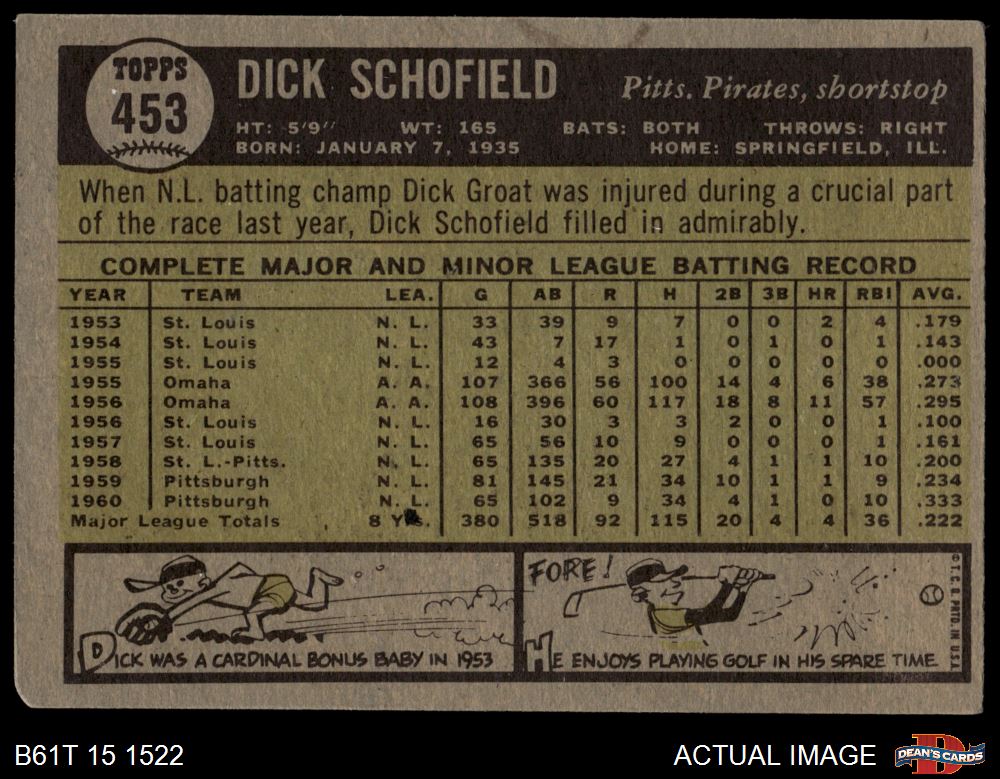 TOPPS
453
DICK SCHOFIELD
Pitts. Pirates, shortstop
HT: 5'9" WT: 165 BATS: BOTH THROWS: RIGHT
BORN: JANUARY 7, 1935 HOME: SPRINGFIELD, ILL.
When N.L. batting champ Dick Groat was injured during a crucial part
of the race last year, Dick Schofield filled in admirably.
COMPLETE MAJOR AND MINOR LEAGUE BATTING RECORD
YEAR TEAM LEA. G AB R H 2B 3B HR RBI AVG.
1953 St. Louis N. L. 33 39 9 7 0 0 2 4 .179
1954 St. Louis N. L. 43 7 17 1 0 1 0 1 .143
1955 St. Louis N. L. 12 4 3 0 0 0 0 0 .000
1955 Omaha A. A. 107 366 56 100 14 4 6 38 .273
1956 Omaha A. A. 108 396 60 117 18 8 11 57 .295
1956 St. Louis N. L. 16 30 3 3 2 0 0 1 .100
1957 St. Louis N. L. 65 56 10 9 0 0 0 1 .161
1958 St. L.-Pitts. N. L. 65 135 20 27 4 1 1 10 .200
1959 Pittsburgh N. L. 81 145 21 34 10 1 1 9 .234
1960 Pittsburgh N. L. 65 102 9 34 4 1 0 10 .333
Major League Totals 8 Yrs. 380 518 92 115 20 4 4 36 .222
DICK WAS A CARDINAL BONUS BABY IN 1953
FORE!
HE ENJOYS PLAYING GOLF IN HIS SPARE TIME.
© T.C.G. PRTD. IN U.S.A.
B61T 15 1522
ACTUAL IMAGE
D
DEAN'S CARDS